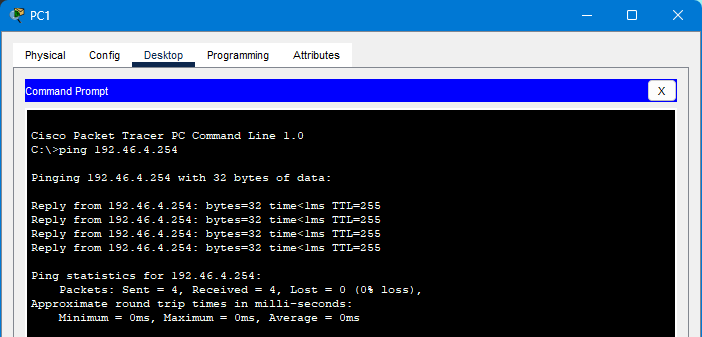 PC1
Physical Config Desktop Programming Attributes
Command Prompt X
Cisco Packet Tracer PC Command Line 1.0
C:\>ping 192.46.4.254
Pinging 192.46.4.254 with 32 bytes of data:
Reply from 192.46.4.254: bytes=32 time<1ms TTL=255
Reply from 192.46.4.254: bytes=32 time<1ms TTL=255
Reply from 192.46.4.254: bytes=32 time<1ms TTL=255
Reply from 192.46.4.254: bytes=32 time<1ms TTL=255
Ping statistics for 192.46.4.254:
Packets: Sent = 4, Received = 4, Lost = 0 (0% loss),
Approximate round trip times in milli-seconds:
Minimum = 0ms, Maximum = 0ms, Average = 0ms